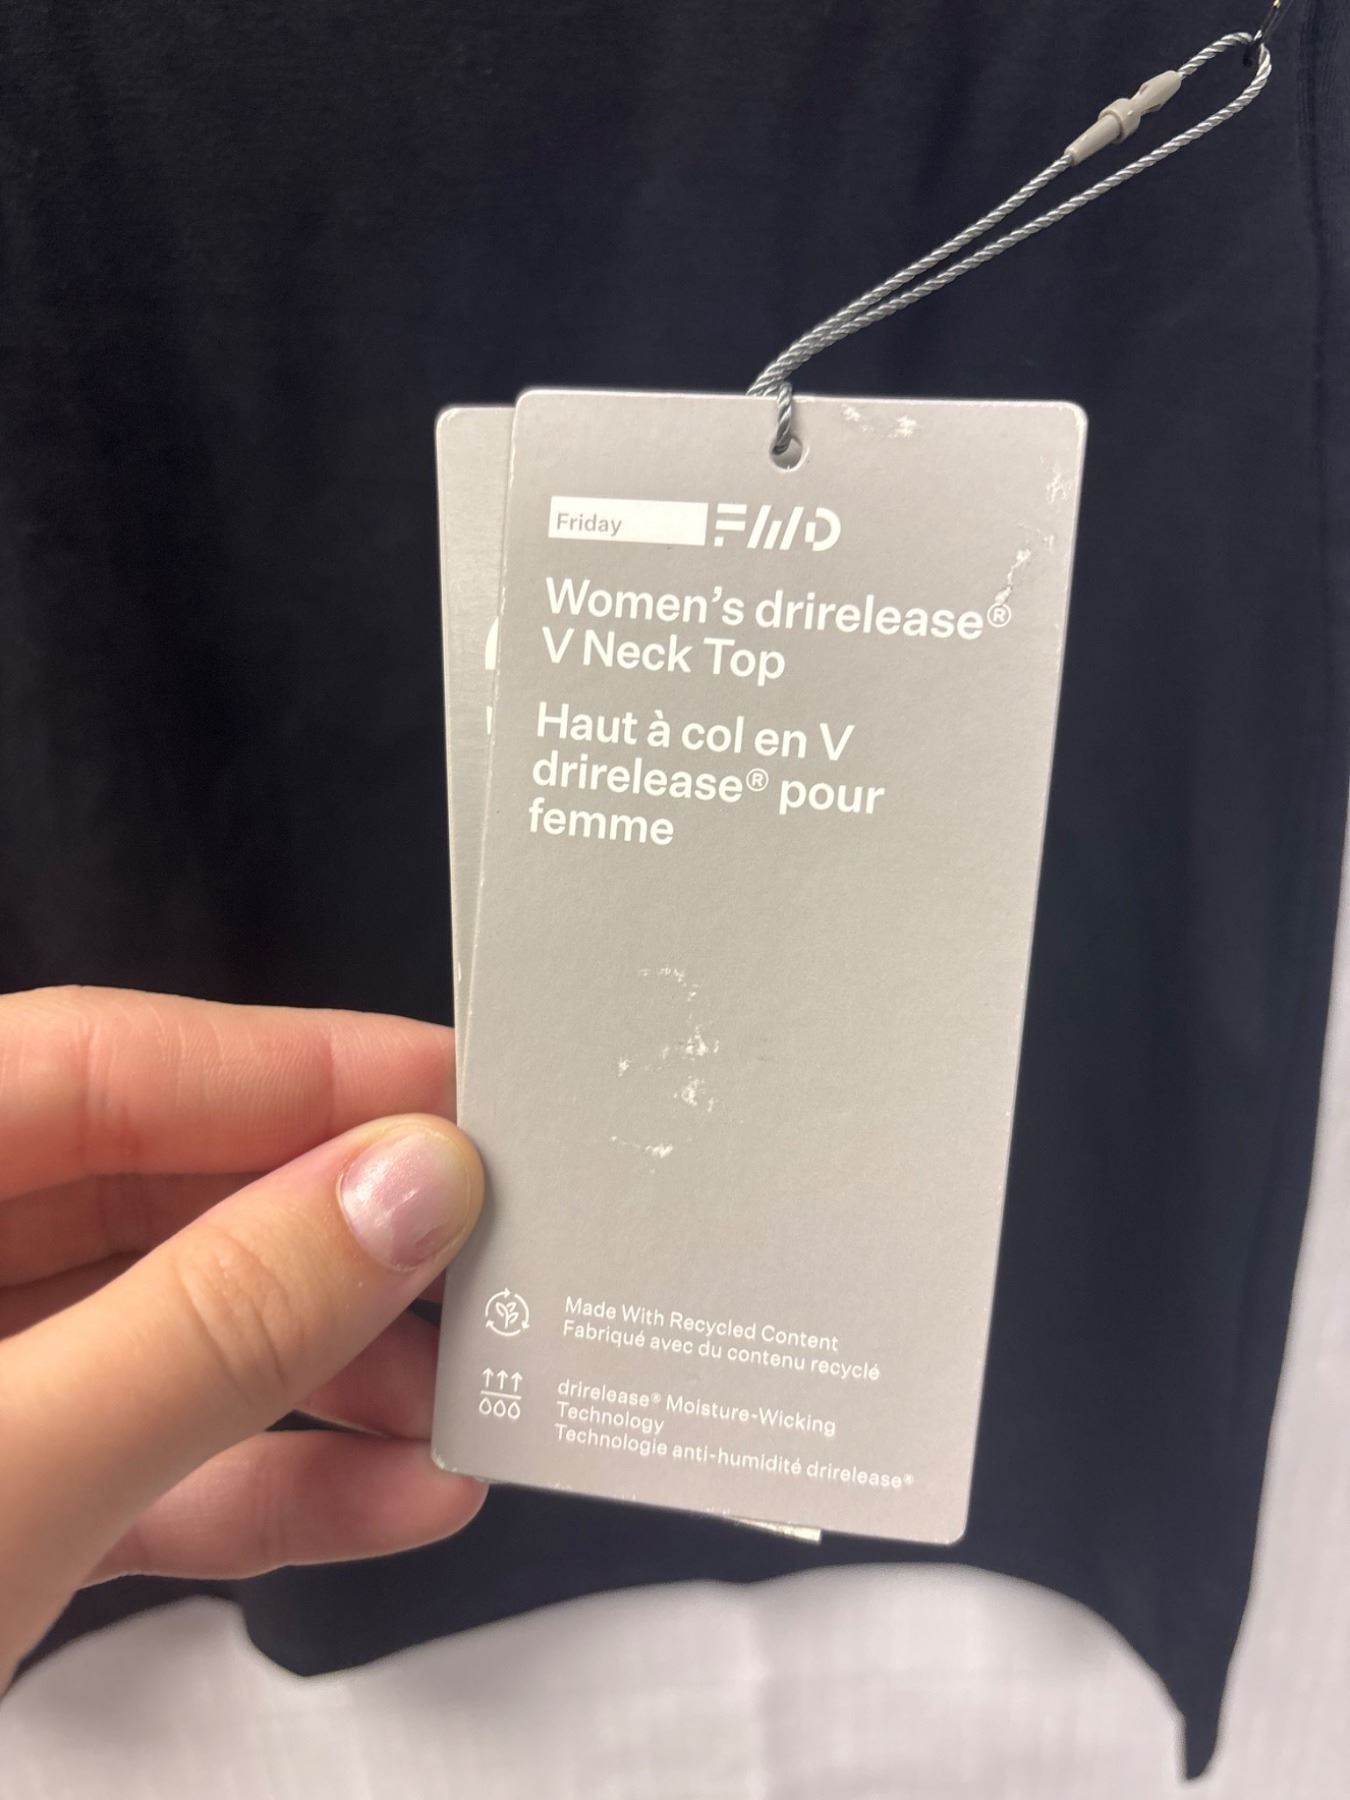 Friday FWD
Women's drirelease®
V Neck Top
Haut à col en V
drirelease® pour
femme
Made With Recycled Content
Fabriqué avec du contenu recyclé
drirelease® Moisture-Wicking
Technology
Technologie anti-humidité drirelease®